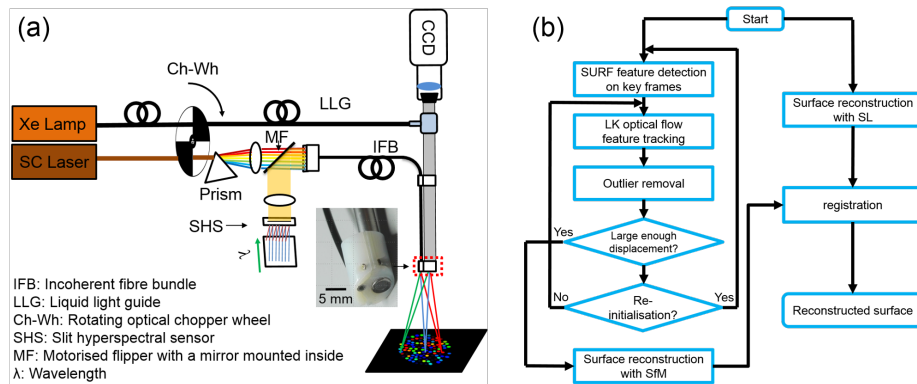 (a)
CCD
Ch-Wh
LLG
Xe Lamp
SC Laser
MF
IFB
Prism
SHS
λ
5 mm
IFB: Incoherent fibre bundle
LLG: Liquid light guide
Ch-Wh: Rotating optical chopper wheel
SHS: Slit hyperspectral sensor
MF: Motorised flipper with a mirror mounted inside
λ: Wavelength
(b)
Start
SURF feature detection
on key frames
LK optical flow
feature tracking
Outlier removal
Yes
Large enough
displacement?
No
Re-
initialisation?
Yes
Surface reconstruction
with SfM
Surface reconstruction
with SL
registration
Reconstructed surface